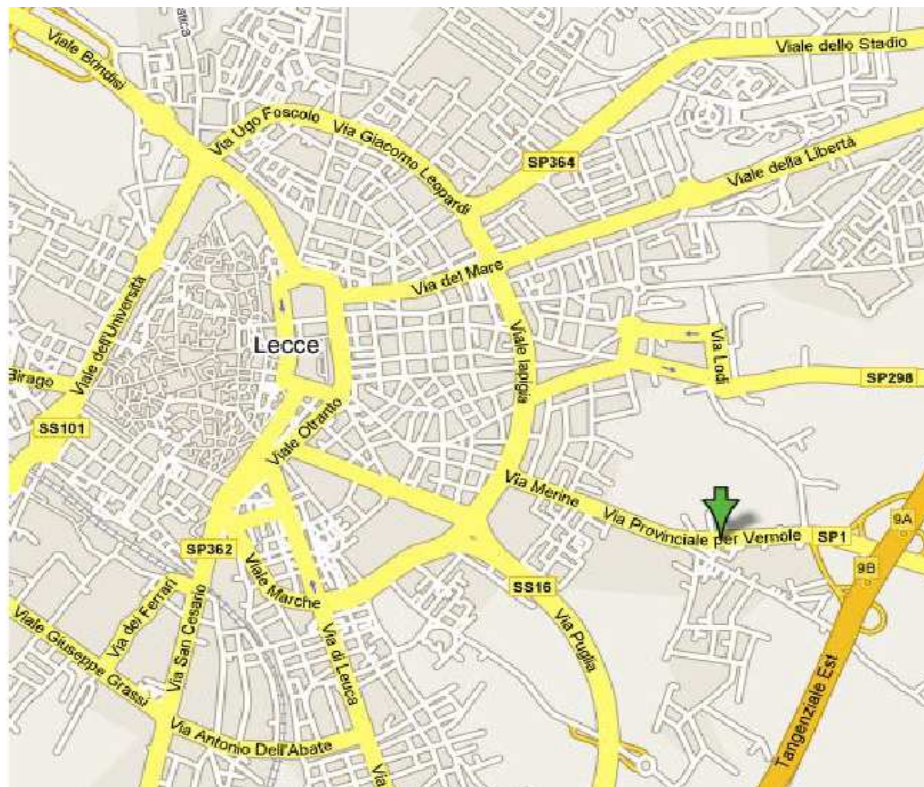 Viale Brindisi
Viale dello Stadio
Via Ugo Foscolo
Via Giacomo Leopardi
SP364
Viale della Libertà
Via del Mare
Viale dell'Università
Lecce
Viale Iapigia
Via Lodi
Birago
SP298
SS101
Viale Otranto
Via Merine
Via Provinciale per Vernole
SP1
9A
9B
SP362
Viale Marche
SS16
Via dei Ferrari
Via San Cesario
Via di Leuca
Via Puglia
Viale Giuseppe Grassi
Tangenziale Est
Via Antonio Dell'Abate
Via